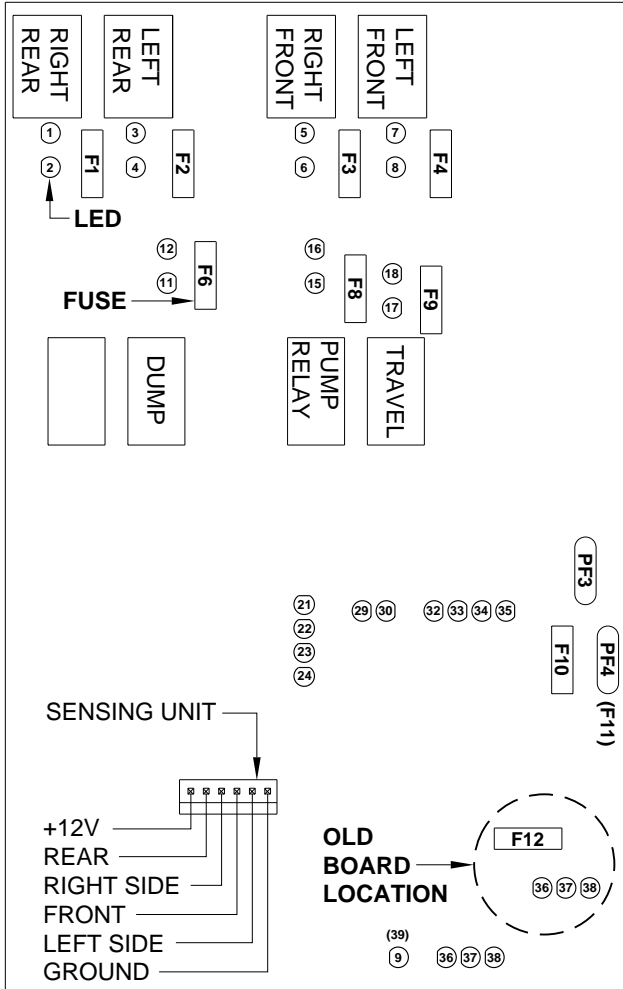 RIGHT REAR
LEFT REAR
RIGHT FRONT
LEFT FRONT
1
3
5
7
2
4
6
8
F1
F2
F3
F4
LED
12
16
11
15
18
17
F6
F8
F9
FUSE
DUMP
PUMP RELAY
TRAVEL
PF3
21
22
23
24
29 30
32 33 34 35
F10
PF4
(F11)
SENSING UNIT
+12V
REAR
RIGHT SIDE
FRONT
LEFT SIDE
GROUND
OLD
BOARD
LOCATION
F12
36 37 38
(39)
9
36 37 38